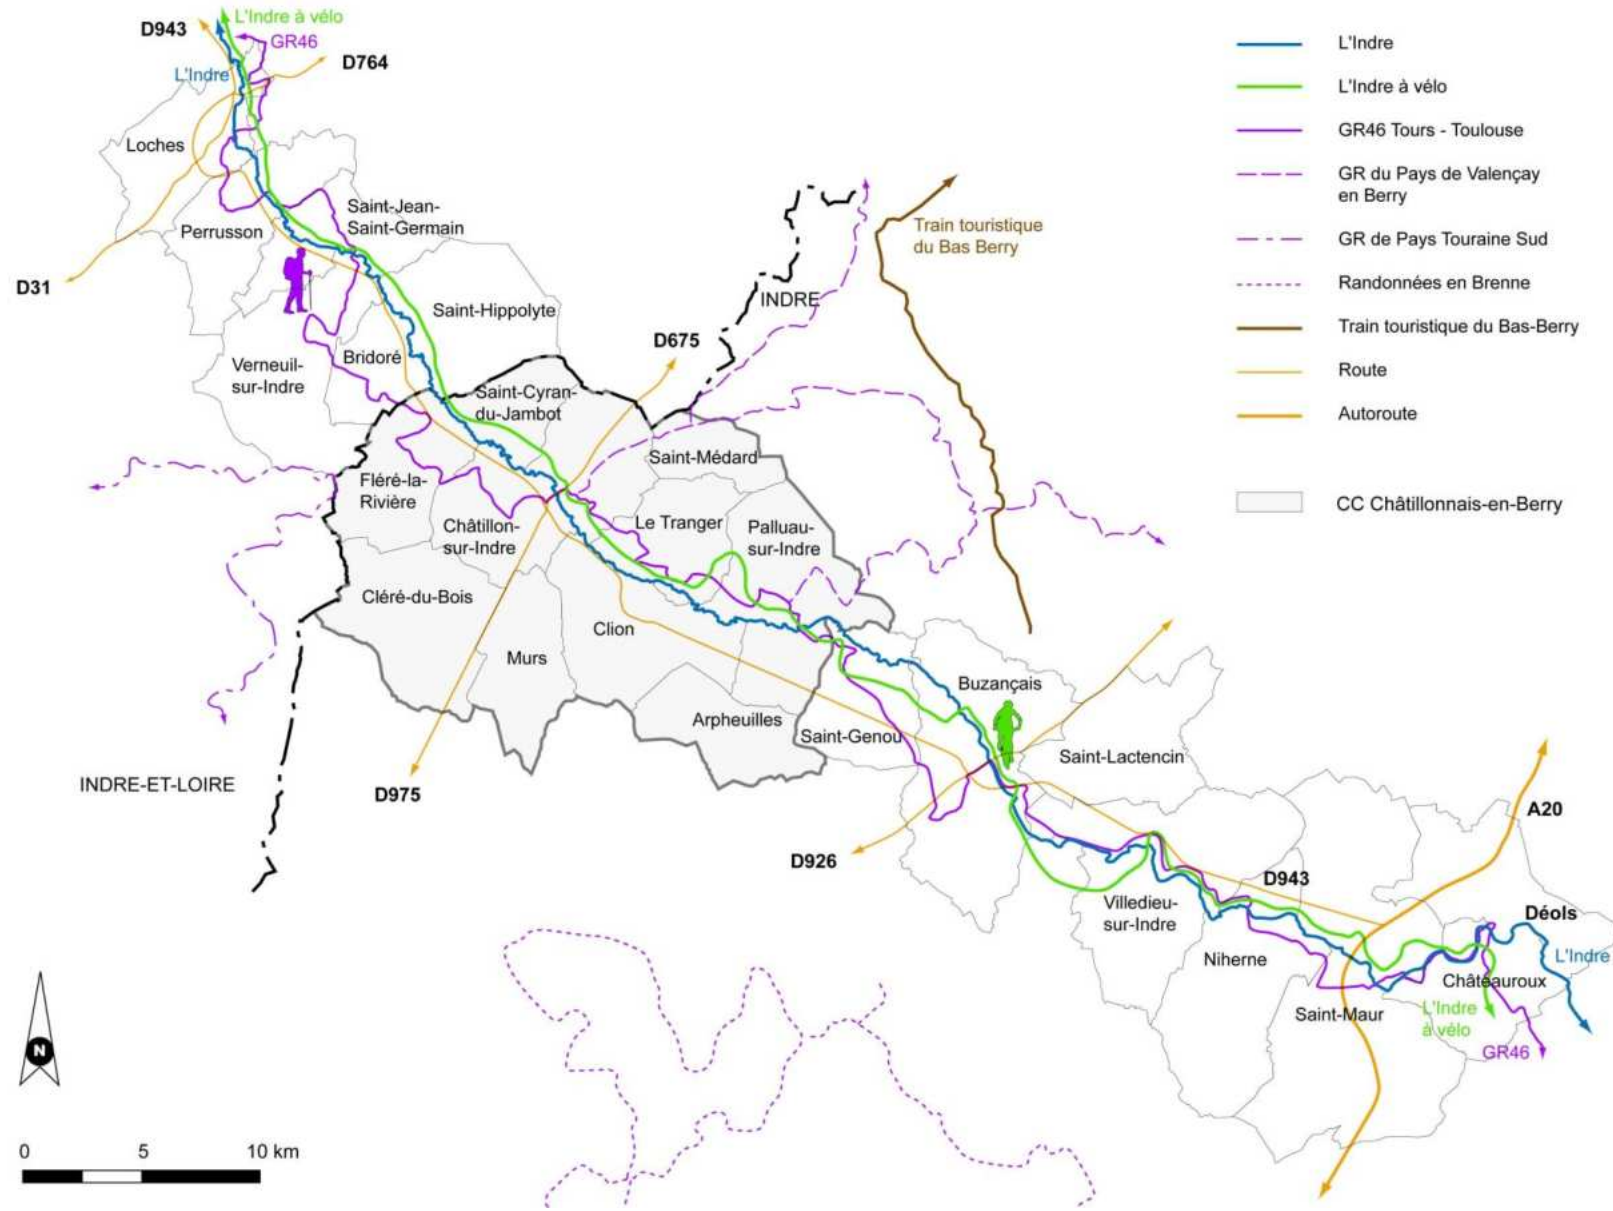 L'Indre à vélo
D943
GR46
D764
L'Indre
Loches
Saint-Jean-
Saint-Germain
Perrusson
D31
Saint-Hippolyte
Train touristique
du Bas Berry
INDRE
D675
Verneuil-
sur-Indre
Bridoré
Saint-Cyran-
du-Jambot
Saint-Médard
Fléré-la-
Rivière
Châtillon-
sur-Indre
Le Tranger
Palluau-
sur-Indre
Cléré-du-Bois
Clion
Murs
Arpheuilles
Buzançais
Saint-Genou
Saint-Lactencin
INDRE-ET-LOIRE
D975
D926
A20
D943
Villedieu-
sur-Indre
Niherne
Déols
L'Indre
Châteauroux
Saint-Maur
L'Indre
à vélo
GR46
L'Indre
L'Indre à vélo
GR46 Tours - Toulouse
GR du Pays de Valençay
en Berry
GR de Pays Touraine Sud
Randonnées en Brenne
Train touristique du Bas-Berry
Route
Autoroute
CC Châtillonnais-en-Berry
N
0 5 10 km